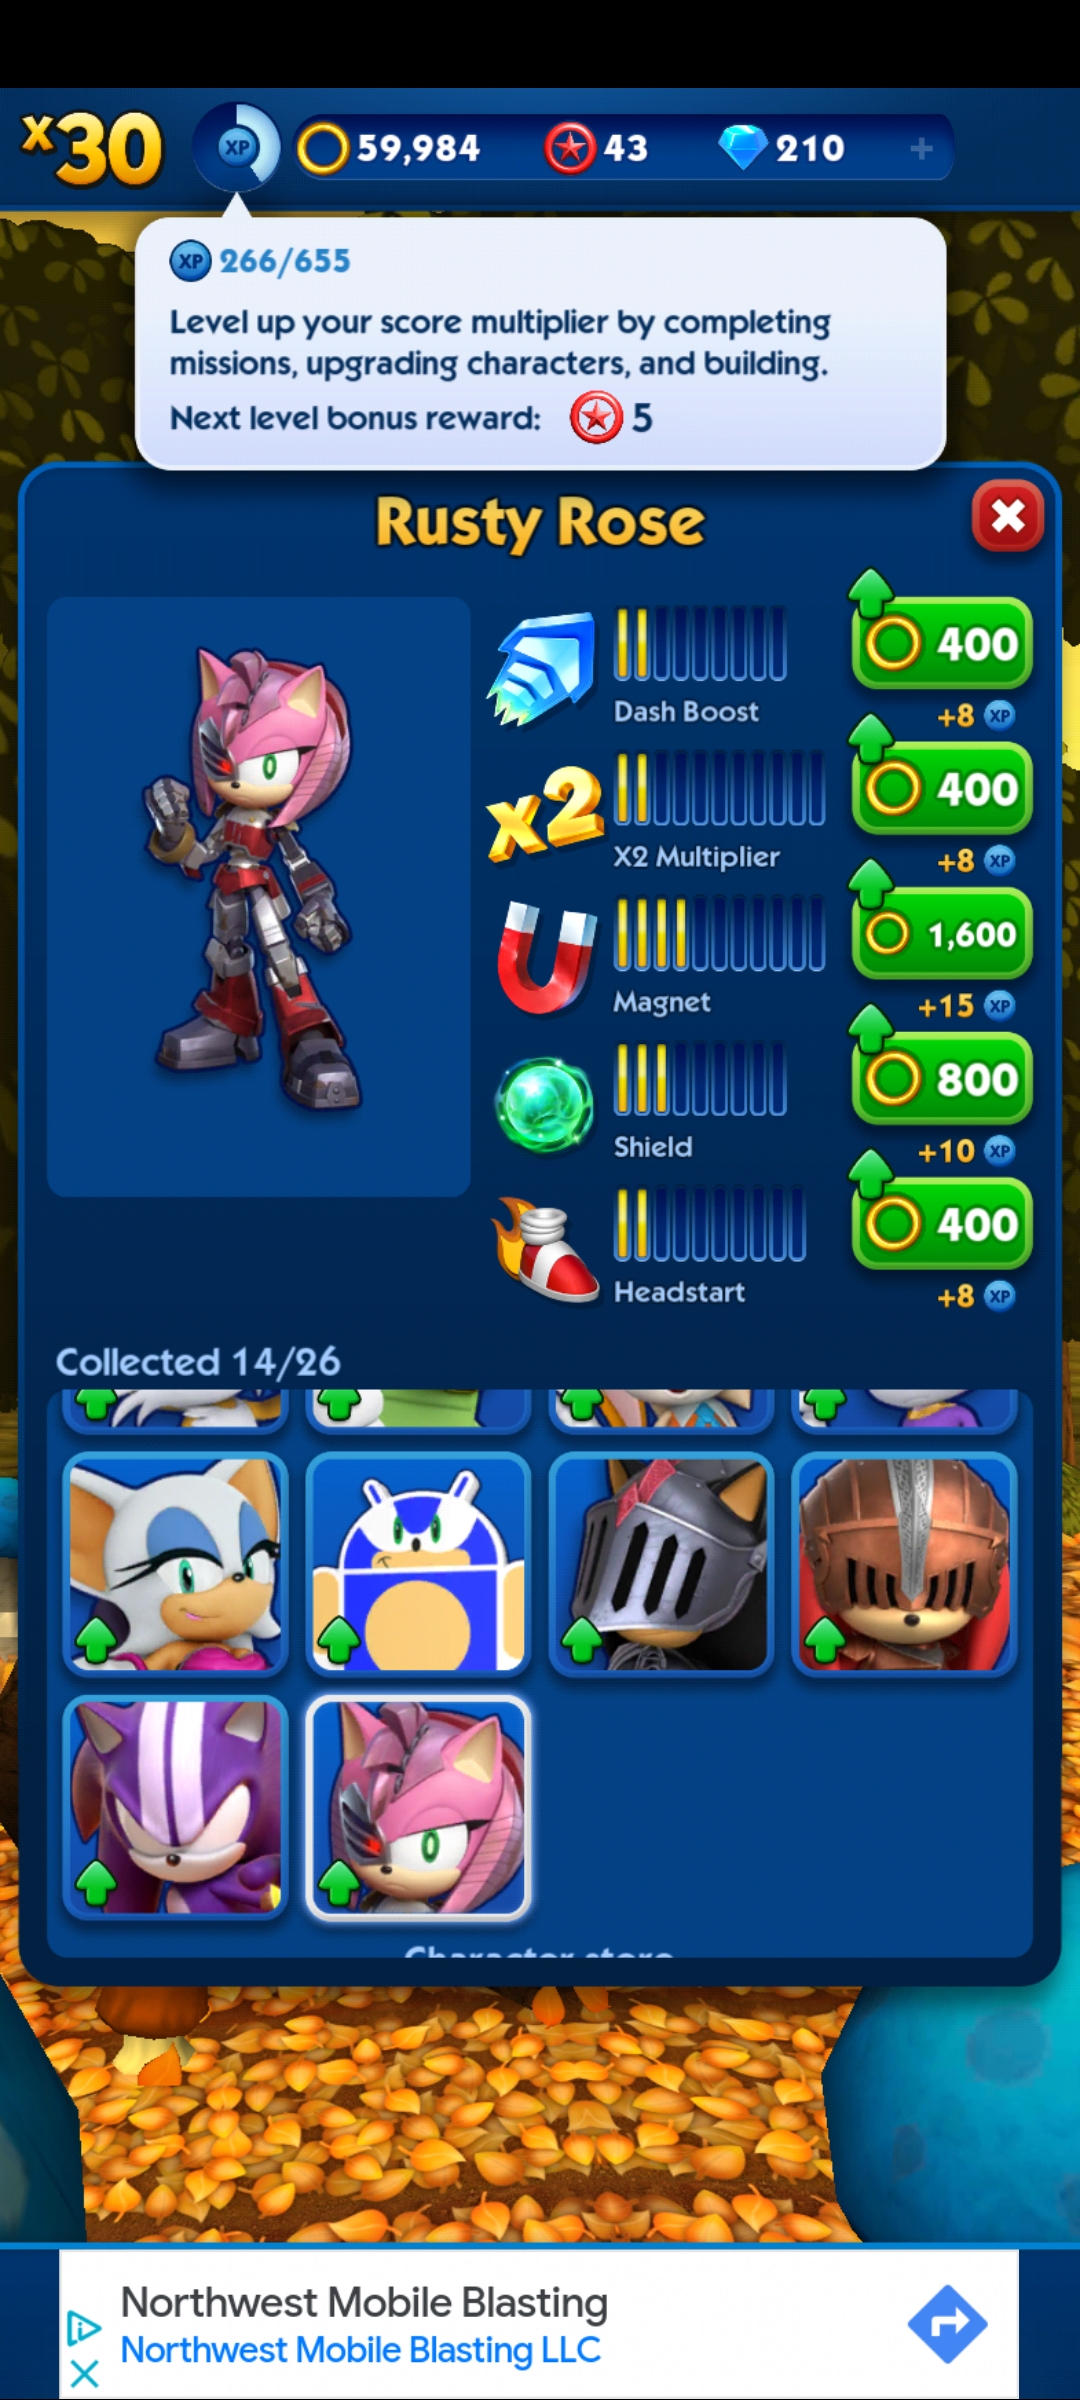 x30
XP
59,984
43
210
+
XP 266/655
Level up your score multiplier by completing
missions, upgrading characters, and building.
Next level bonus reward: 5
Rusty Rose
400
Dash Boost
+8 XP
x2
400
X2 Multiplier
+8 XP
1,600
Magnet
+15 XP
800
Shield
+10 XP
400
Headstart
+8 XP
Collected 14/26
Character store
Northwest Mobile Blasting
Northwest Mobile Blasting LLC